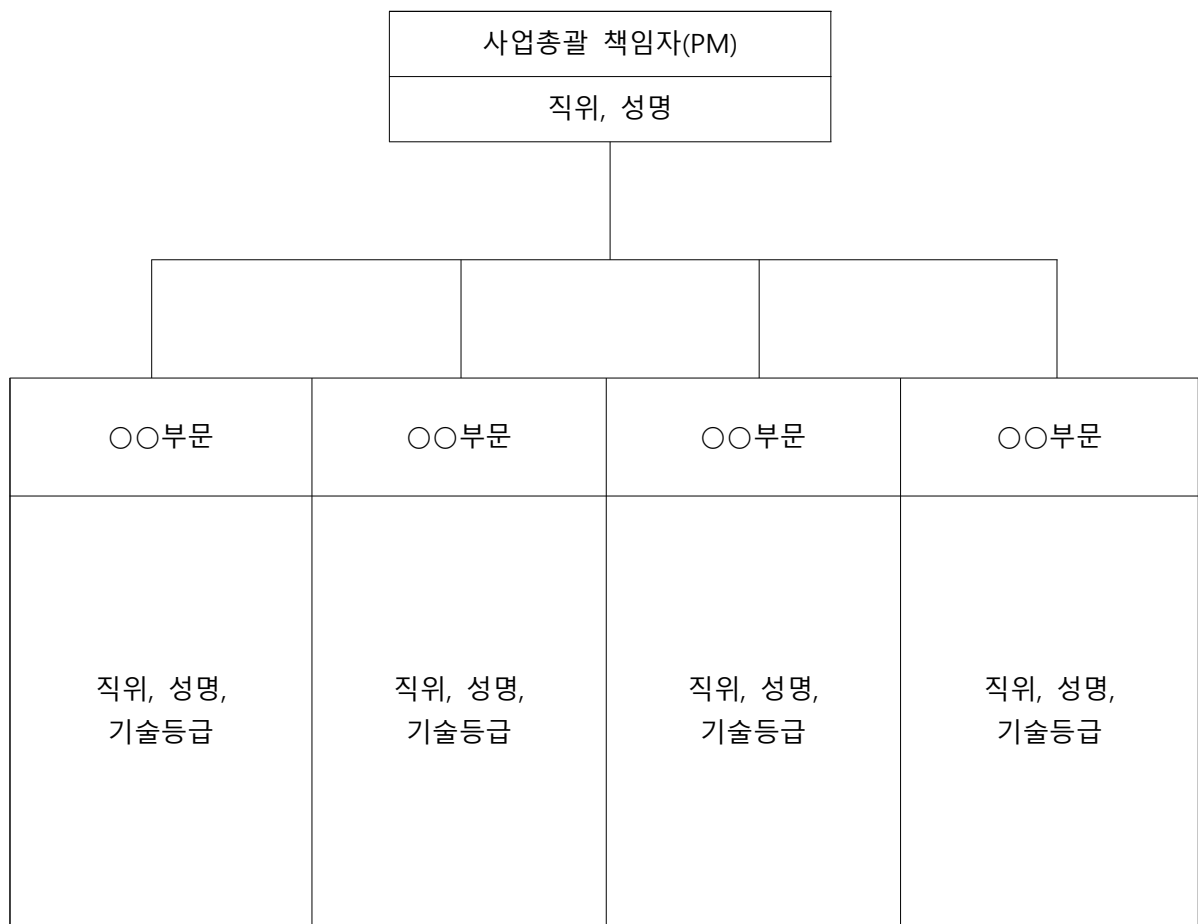 사업총괄 책임자(PM)
직위, 성명
○○부문
○○부문
○○부문
○○부문
직위, 성명,
기술등급
직위, 성명,
기술등급
직위, 성명,
기술등급
직위, 성명,
기술등급